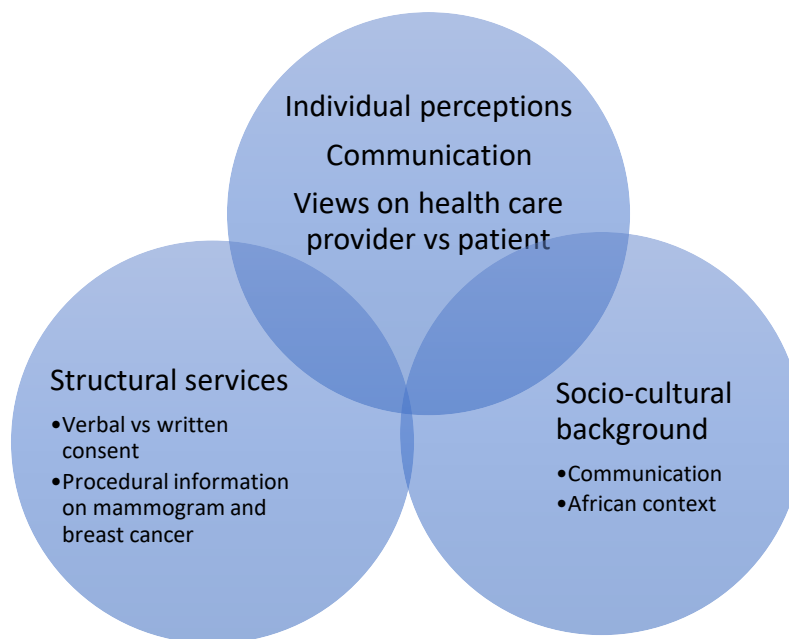 Individual perceptions
Communication
Views on health care
provider vs patient
Structural services
•Verbal vs written
consent
•Procedural information
on mammogram and
breast cancer
Socio-cultural
background
•Communication
•African context